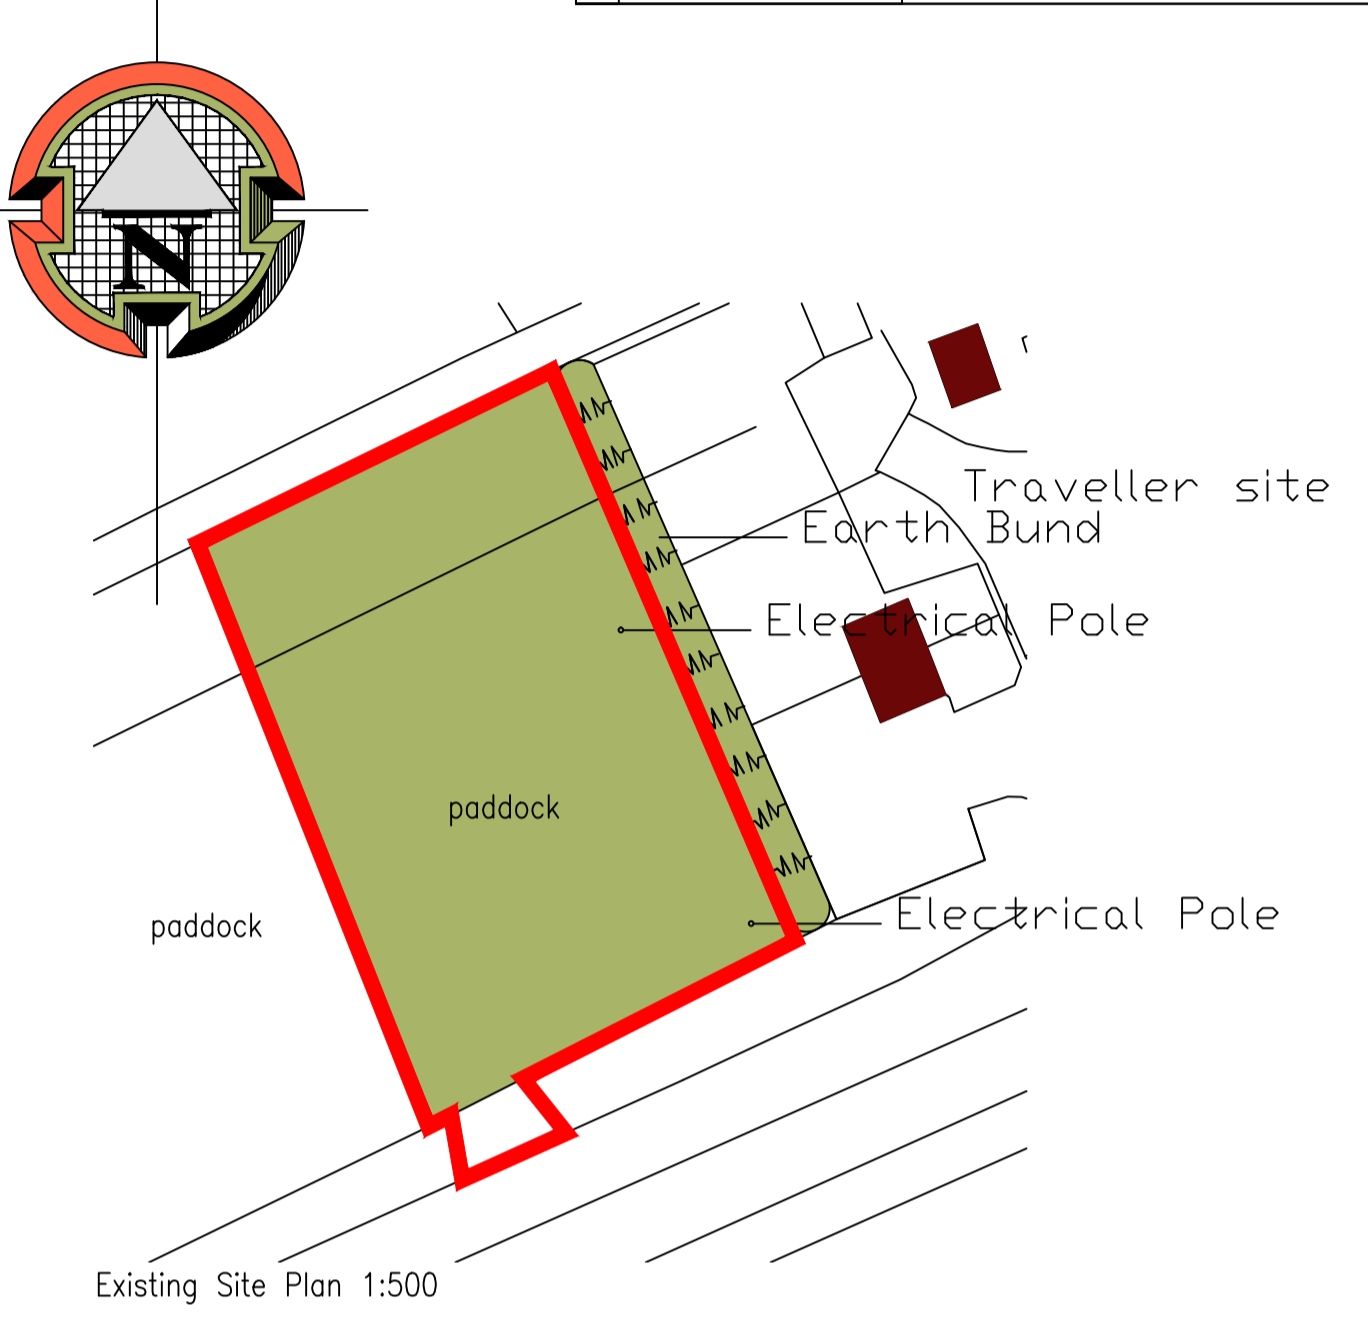 N
Traveller site
Earth Bund
Electrical Pole
paddock
paddock
Electrical Pole
Existing Site Plan 1:500